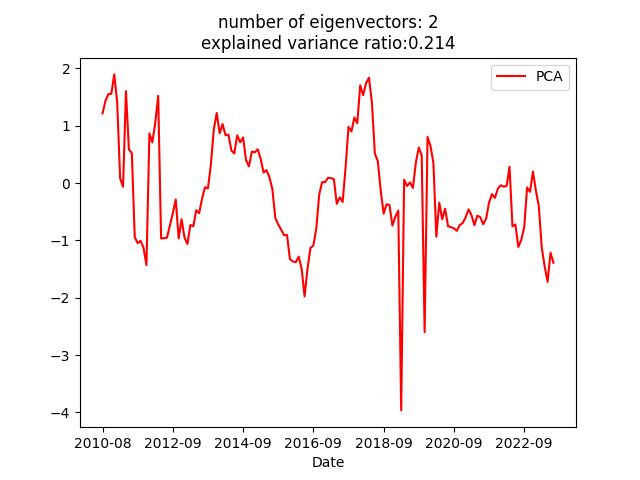 number of eigenvectors: 2
explained variance ratio:0.214
PCA
2
1
0
−1
−2
−3
−4
2010-08 2012-09 2014-09 2016-09 2018-09 2020-09 2022-09
Date